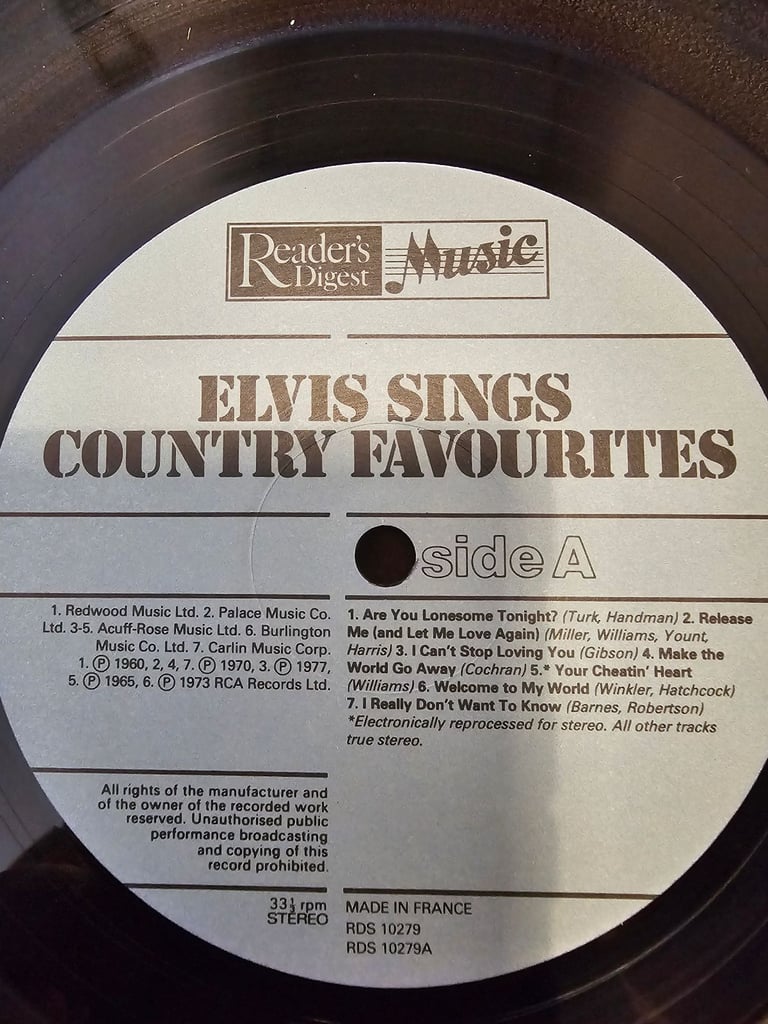 Reader's
Digest
Music
ELVIS SINGS
COUNTRY FAVOURITES
side A
1. Redwood Music Ltd. 2. Palace Music Co.
Ltd. 3-5. Acuff-Rose Music Ltd. 6. Burlington
Music Co. Ltd. 7. Carlin Music Corp.
1. Ⓟ 1960, 2, 4, 7. Ⓟ 1970, 3. Ⓟ 1977,
5. Ⓟ 1965, 6. Ⓟ 1973 RCA Records Ltd.
1. Are You Lonesome Tonight? (Turk, Handman) 2. Release
Me (and Let Me Love Again) (Miller, Williams, Yount,
Harris) 3. I Can't Stop Loving You (Gibson) 4. Make the
World Go Away (Cochran) 5.* Your Cheatin' Heart
(Williams) 6. Welcome to My World (Winkler, Hatchcock)
7. I Really Don't Want To Know (Barnes, Robertson)
*Electronically reprocessed for stereo. All other tracks
true stereo.
All rights of the manufacturer and
of the owner of the recorded work
reserved. Unauthorised public
performance broadcasting
and copying of this
record prohibited.
33⅓ rpm
STEREO
MADE IN FRANCE
RDS 10279
RDS 10279A